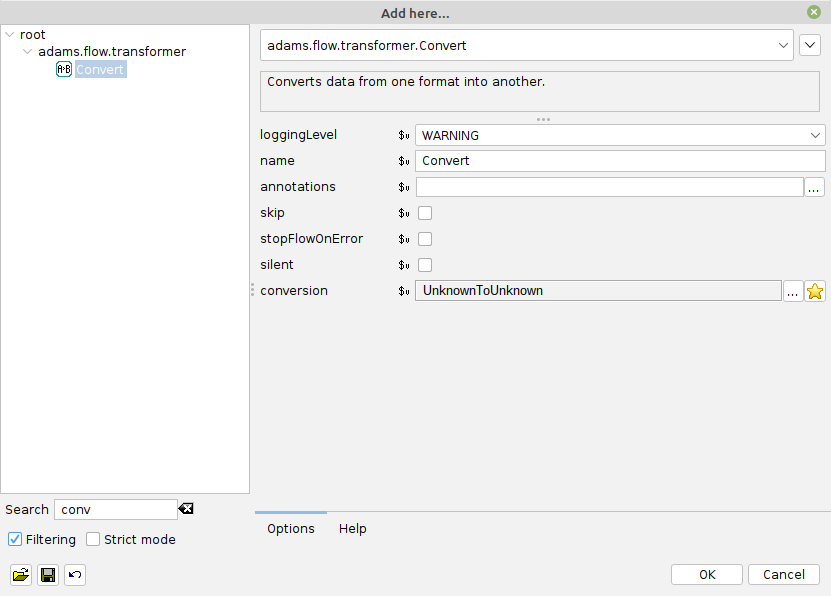 Add here...
root
adams.flow.transformer
A▸B Convert
adams.flow.transformer.Convert
Converts data from one format into another.
loggingLevel $υ WARNING
name $υ Convert
annotations $υ ...
skip $υ
stopFlowOnError $υ
silent $υ
conversion $υ UnknownToUnknown ...
Search conv
Filtering Strict mode
Options Help
OK Cancel